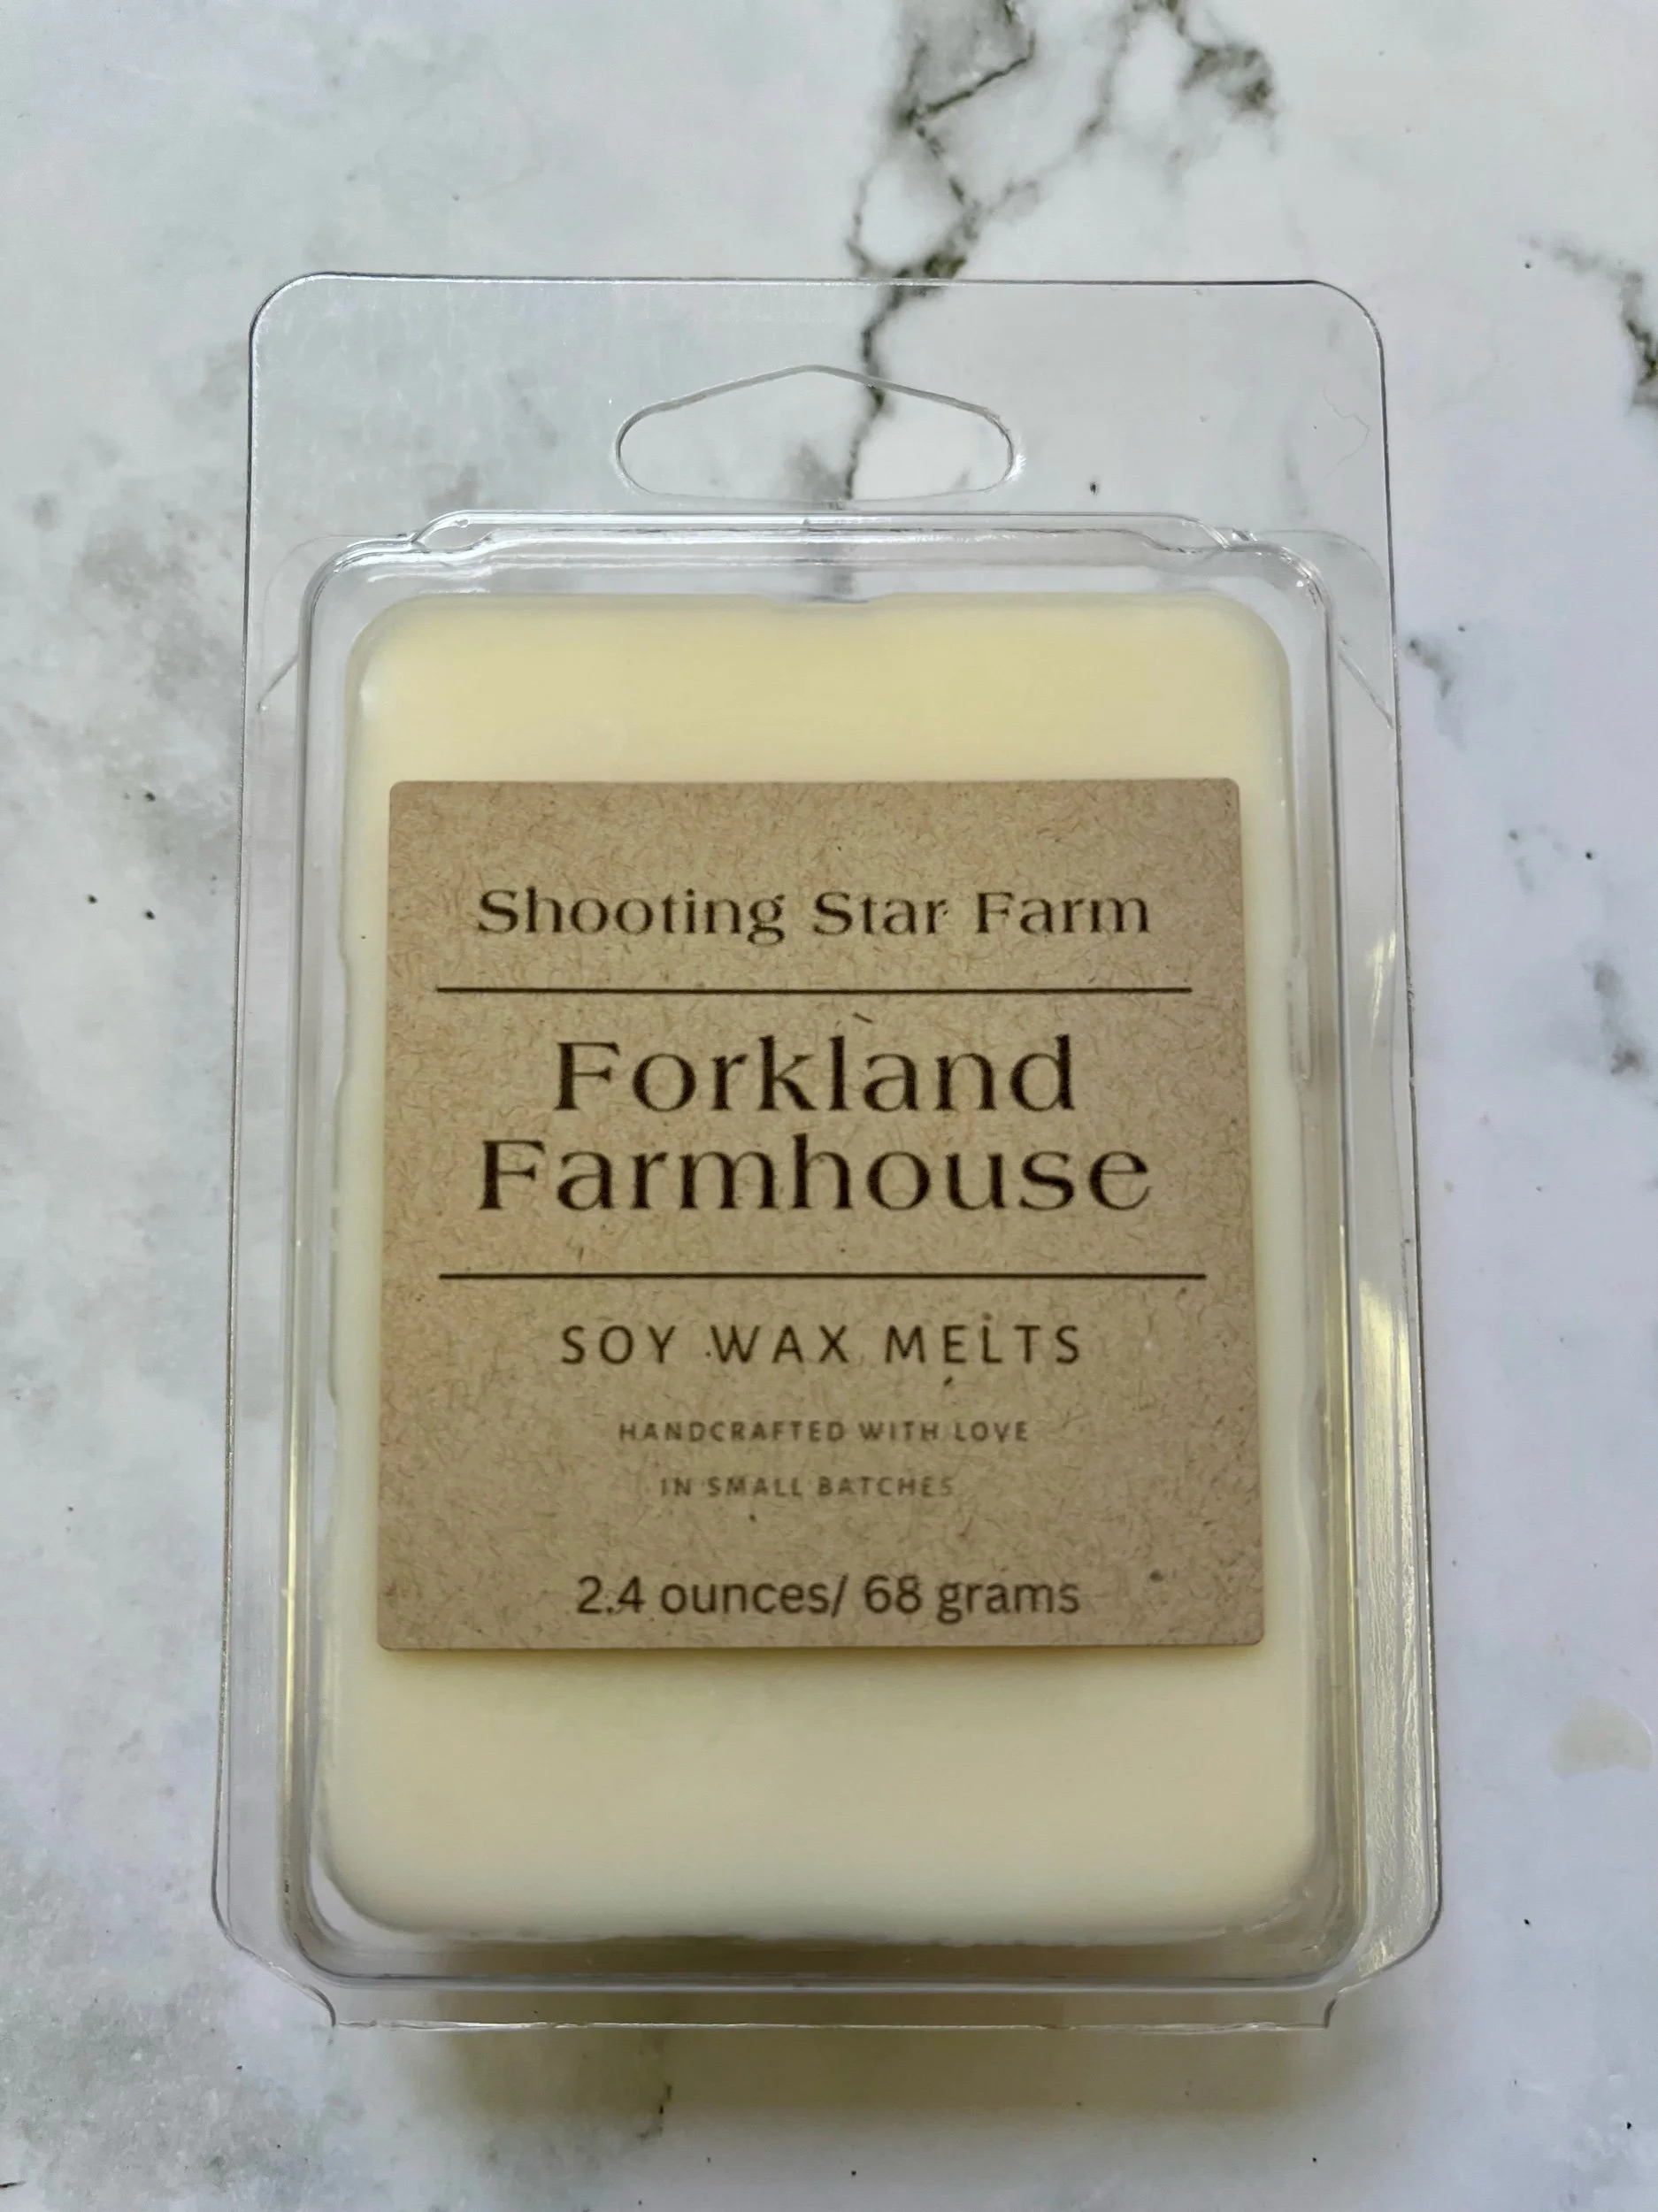 Shooting Star Farm
Forkland
Farmhouse
SOY WAX MELTS
HANDCRAFTED WITH LOVE
IN SMALL BATCHES
2.4 ounces/ 68 grams